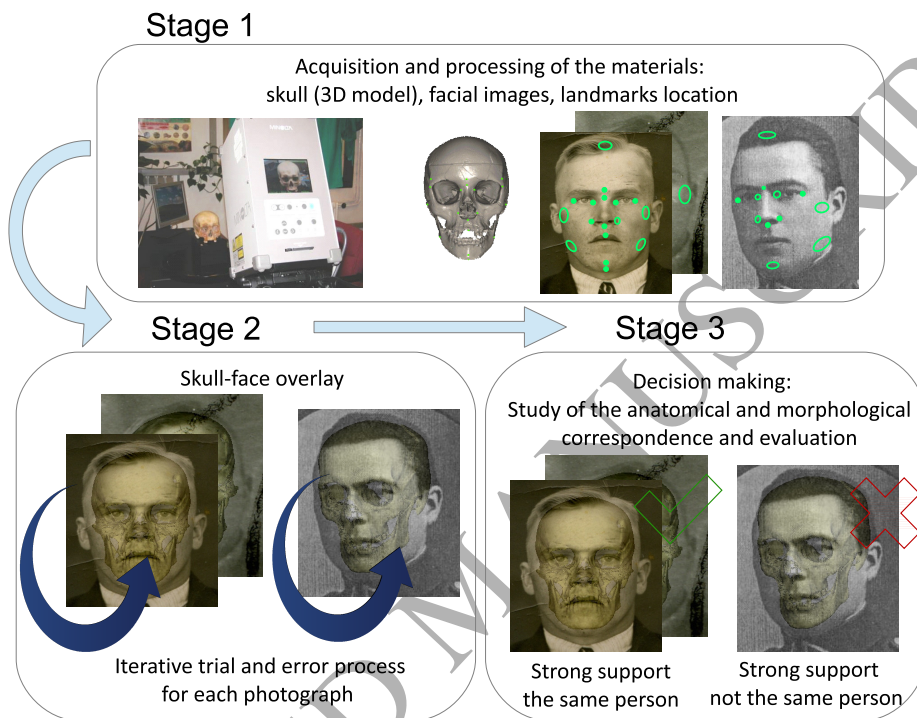 Stage 1
Acquisition and processing of the materials:
skull (3D model), facial images, landmarks location
MINOLTA
Stage 2
Stage 3
Skull-face overlay
Decision making:
Study of the anatomical and morphological
correspondence and evaluation
Iterative trial and error process
for each photograph
Strong support
the same person
Strong support
not the same person